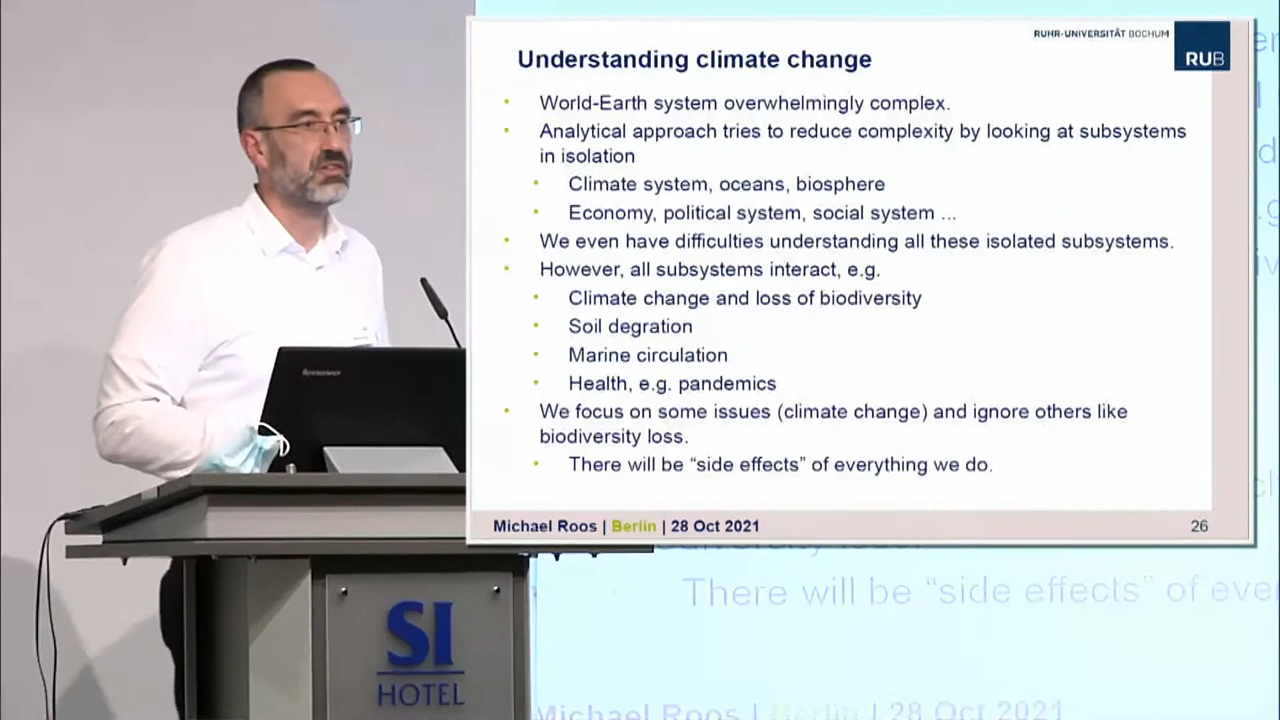 RUHR-UNIVERSITÄT BOCHUM
RUB
Understanding climate change
World-Earth system overwhelmingly complex.
Analytical approach tries to reduce complexity by looking at subsystems
in isolation
Climate system, oceans, biosphere
Economy, political system, social system ...
We even have difficulties understanding all these isolated subsystems.
However, all subsystems interact, e.g.
Climate change and loss of biodiversity
Soil degration
Marine circulation
Health, e.g. pandemics
We focus on some issues (climate change) and ignore others like
biodiversity loss.
There will be “side effects” of everything we do.
Michael Roos | Berlin | 28 Oct 2021
26
lenovo
SI
HOTEL
There will be “side effects” of eve
Michael Roos | Berlin | 28 Oct 2021